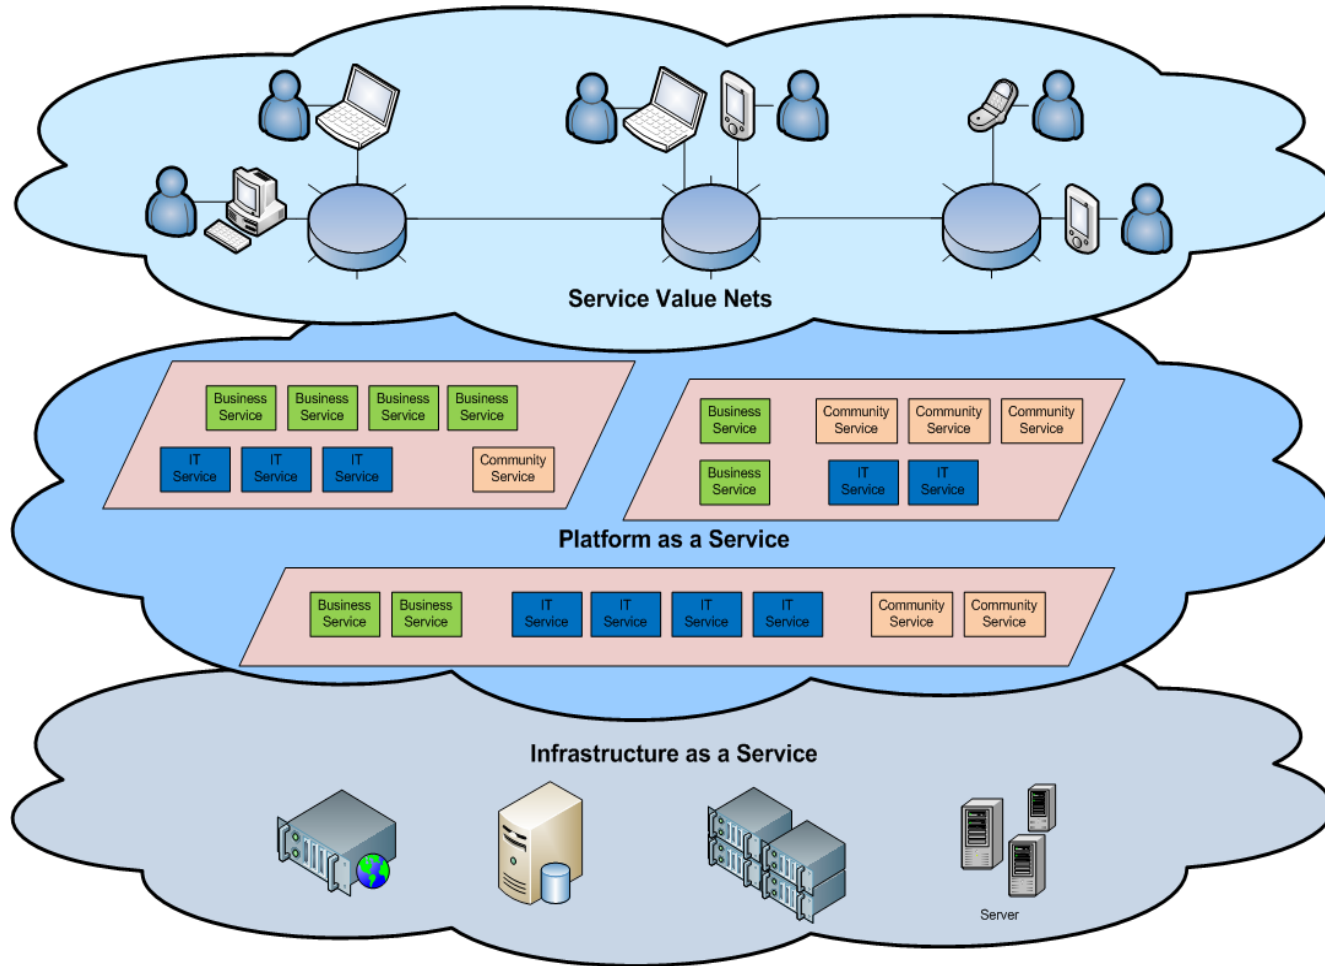 Service Value Nets
Business Business Business Business
Service Service Service Service
IT IT IT Community
Service Service Service Service
Business Community Community Community
Service Service Service Service
Business IT IT
Service Service Service
Platform as a Service
Business Business IT IT IT IT Community Community
Service Service Service Service Service Service Service Service
Infrastructure as a Service
Server